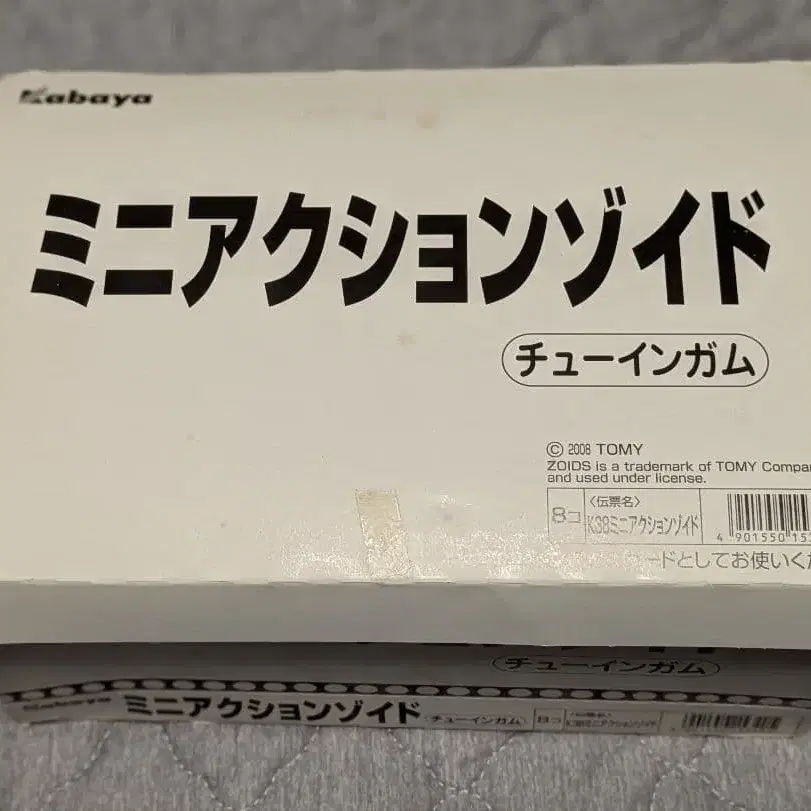 Kabaya
ミニアクションゾイド
チューインガム
© 2008 TOMY
ZOIDS is a trademark of TOMY Compa
and used under license.
8コ
〈伝票名〉
K38ミニアクションゾイド
4 901550 15
ードとしてお使いくだ
チューインガム
Kabaya
ミニアクションゾイド
(チューインガム)
8コ